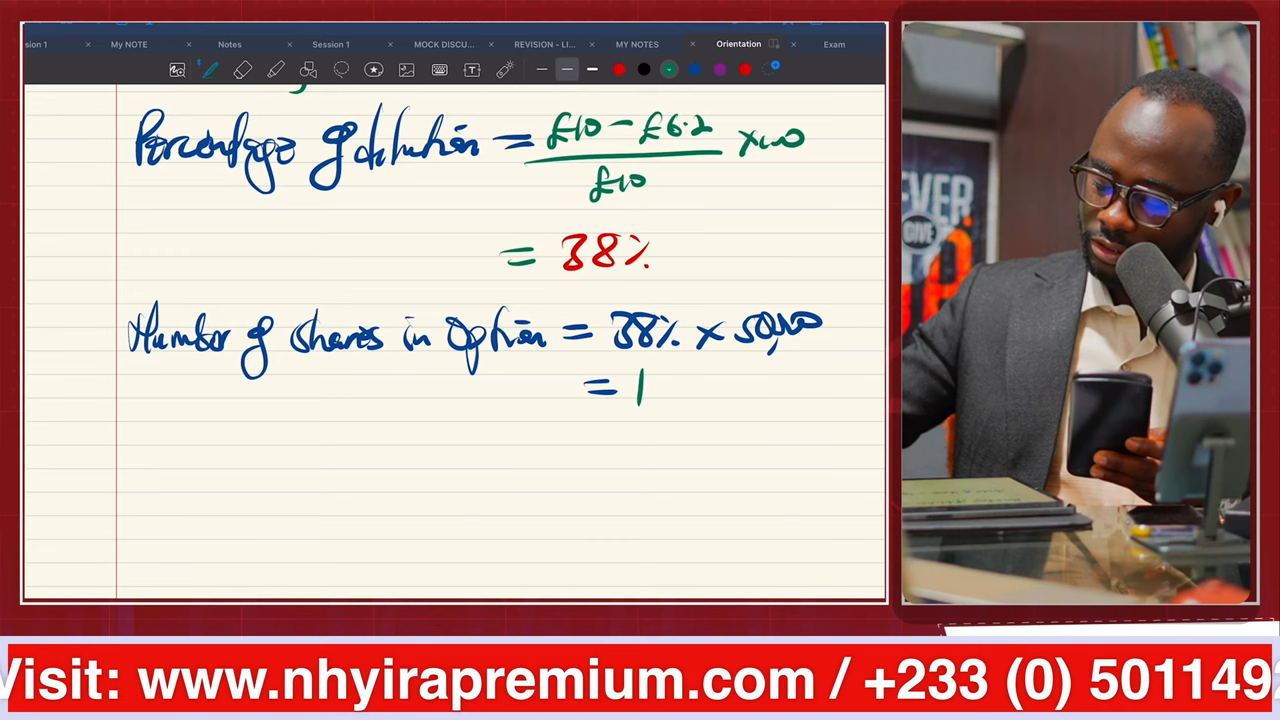 sion 1 × My NOTE × Notes × Session 1 × MOCK DISCU... × REVISION - LI... × MY NOTES × Orientation × Exam
Percentage of dilution = £10 - £6.2 / £10 × 100
= 38%
Number of shares in option = 38% × 50,000
= 1
EVER
GIVE
Visit: www.nhyirapremium.com / +233 (0) 501149